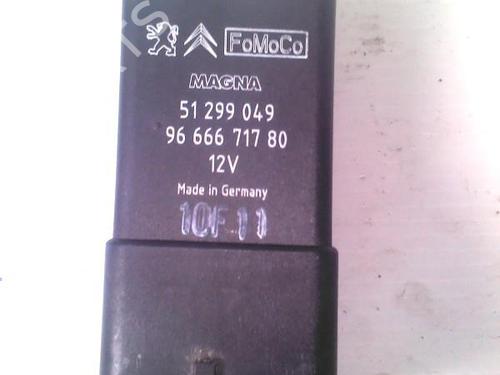 FoMoCo
MAGNA
51 299 049
96 666 717 80
12V
Made in Germany
10F11